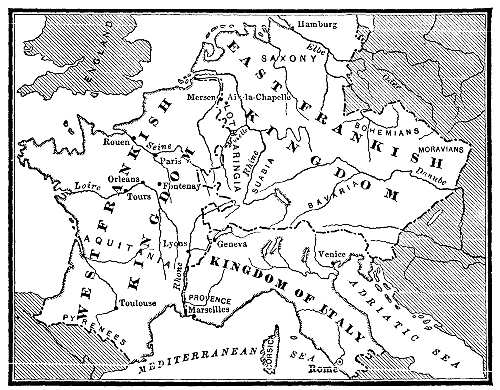 Hamburg
Elbe
ENGLAND
EAST FRANKISH KINGDOM
SAXONY
Oder
Mersen
Aix-la-Chapelle
LOTHARINGIA
BOHEMIANS
MORAVIANS
Rouen
Seine
Paris
Moselle
Rhine
SUABIA
Danube
WEST FRANKISH KINGDOM
Orleans
Fontenay
Loire
Tours
BAVARIA
AQUITANIA
Lyons
Geneva
Venice
Rhone
KINGDOM OF ITALY
Toulouse
PROVENCE
Marseilles
ADRIATIC SEA
PYRENEES
MEDITERRANEAN SEA
CORSICA
Rome